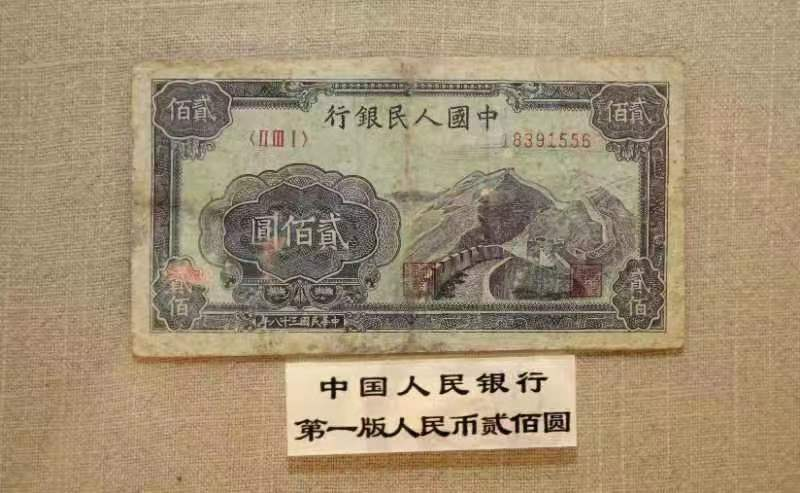 貳佰
中國人民銀行
貳佰
〈II III I〉
18391556
貳佰圓
貳佰
貳佰
中華民國三十八年
中国人民银行
第一版人民币贰佰圆